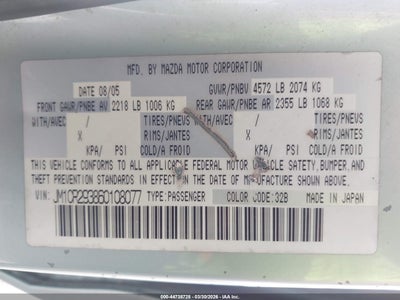 MFD. BY MAZDA MOTOR CORPORATION
DATE 08/05 GVWR/PNBV 4572 LB 2074 KG
FRONT GAWR/PNBE AV 2218 LB 1006 KG REAR GAWR/PNBE AR 2355 LB 1068 KG
WITH/AVEC / TIRES/PNEUS WITH/AVEC / TIRES/PNEUS
X RIMS/JANTES X RIMS/JANTES
KPA/ PSI COLD/A FROID KPA/ PSI COLD/A FROID
THIS VEHICLE CONFORMS TO ALL APPLICABLE FEDERAL MOTOR VEHICLE SAFETY, BUMPER, AND
THEFT PREVENTION STANDARDS IN EFFECT ON THE DATE OF MANUFACTURE SHOWN ABOVE.
VIN: JM1CR293860108077 TYPE:PASSENGER COLOR CODE:32B MADE IN JAPAN
000-44738728 - 03/30/2026 - IAA Inc.